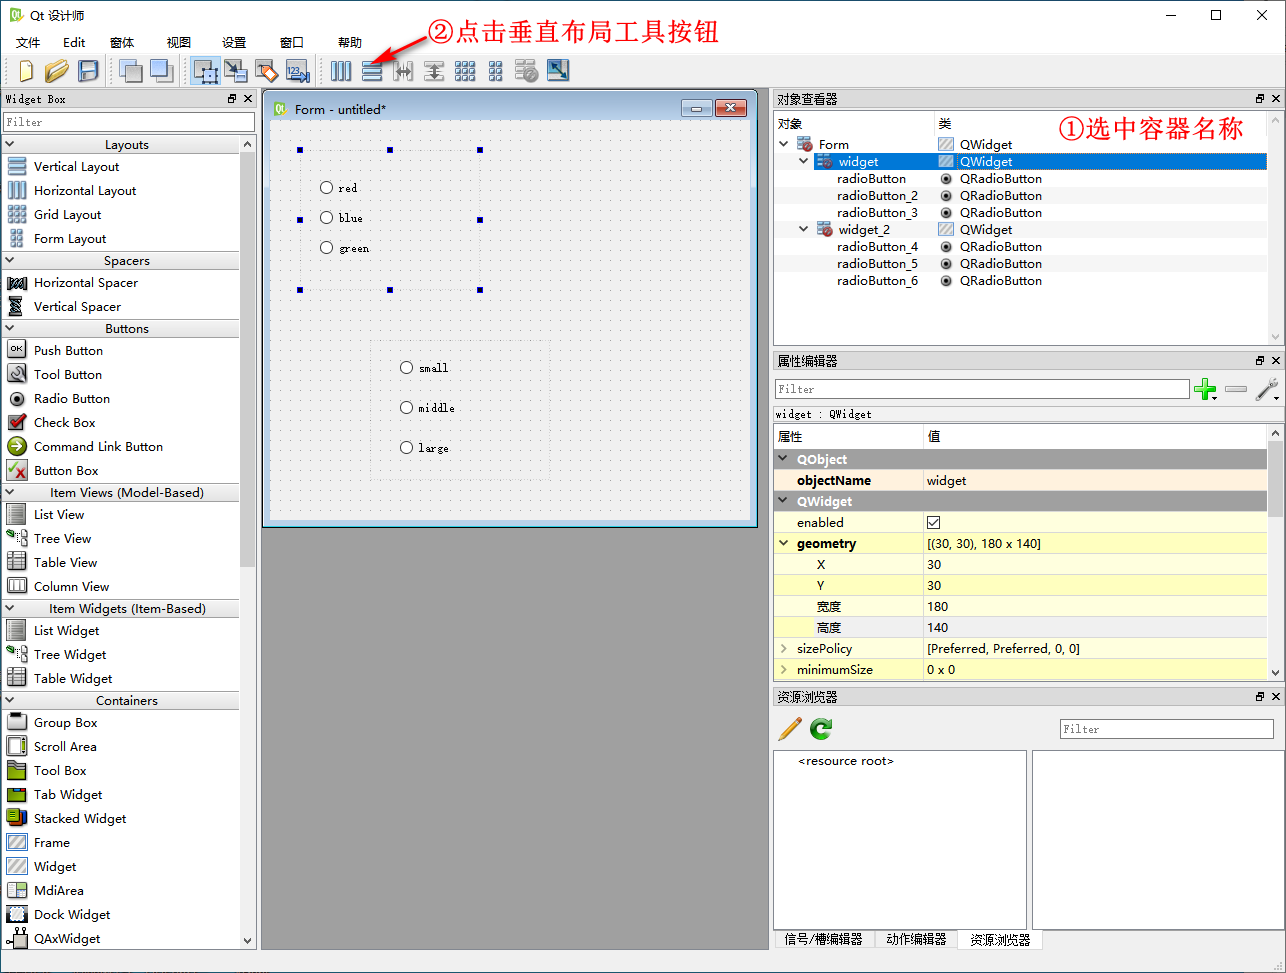 Qt 设计师
文件 Edit 窗体 视图 设置 窗口 帮助
②点击垂直布局工具按钮
Widget Box
Filter
Layouts
Vertical Layout
Horizontal Layout
Grid Layout
Form Layout
Spacers
Horizontal Spacer
Vertical Spacer
Buttons
Push Button
Tool Button
Radio Button
Check Box
Command Link Button
Button Box
Item Views (Model-Based)
List View
Tree View
Table View
Column View
Item Widgets (Item-Based)
List Widget
Tree Widget
Table Widget
Containers
Group Box
Scroll Area
Tool Box
Tab Widget
Stacked Widget
Frame
Widget
MdiArea
Dock Widget
QAxWidget
Form - untitled*
red
blue
green
small
middle
large
对象查看器
对象 类
①选中容器名称
Form QWidget
widget QWidget
radioButton QRadioButton
radioButton_2 QRadioButton
radioButton_3 QRadioButton
widget_2 QWidget
radioButton_4 QRadioButton
radioButton_5 QRadioButton
radioButton_6 QRadioButton
属性编辑器
Filter
widget : QWidget
属性 值
QObject
objectName widget
QWidget
enabled
geometry [(30, 30), 180 x 140]
X 30
Y 30
宽度 180
高度 140
sizePolicy [Preferred, Preferred, 0, 0]
minimumSize 0 x 0
资源浏览器
Filter
<resource root>
信号/槽编辑器 动作编辑器 资源浏览器